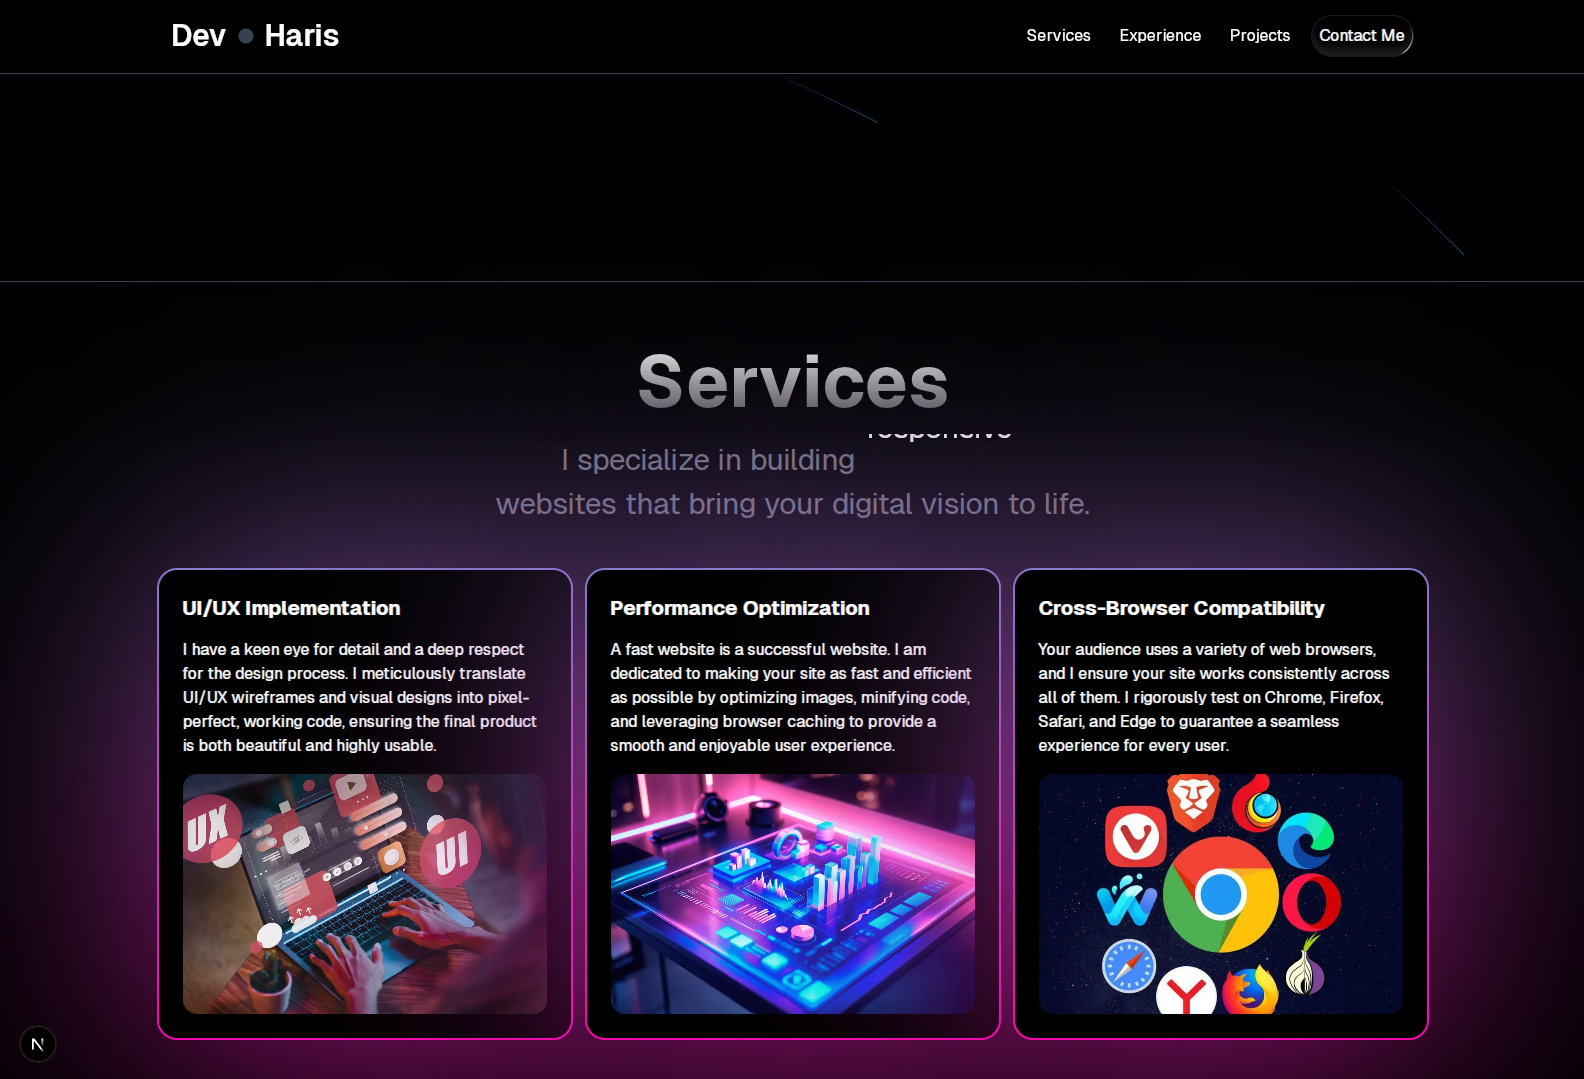 Dev Haris
Services Experience Projects Contact Me
Services
responsive
I specialize in building
websites that bring your digital vision to life.
UI/UX Implementation
I have a keen eye for detail and a deep respect
for the design process. I meticulously translate
UI/UX wireframes and visual designs into pixel-
perfect, working code, ensuring the final product
is both beautiful and highly usable.
UX
UI
Performance Optimization
A fast website is a successful website. I am
dedicated to making your site as fast and efficient
as possible by optimizing images, minifying code,
and leveraging browser caching to provide a
smooth and enjoyable user experience.
Cross-Browser Compatibility
Your audience uses a variety of web browsers,
and I ensure your site works consistently across
all of them. I rigorously test on Chrome, Firefox,
Safari, and Edge to guarantee a seamless
experience for every user.
N